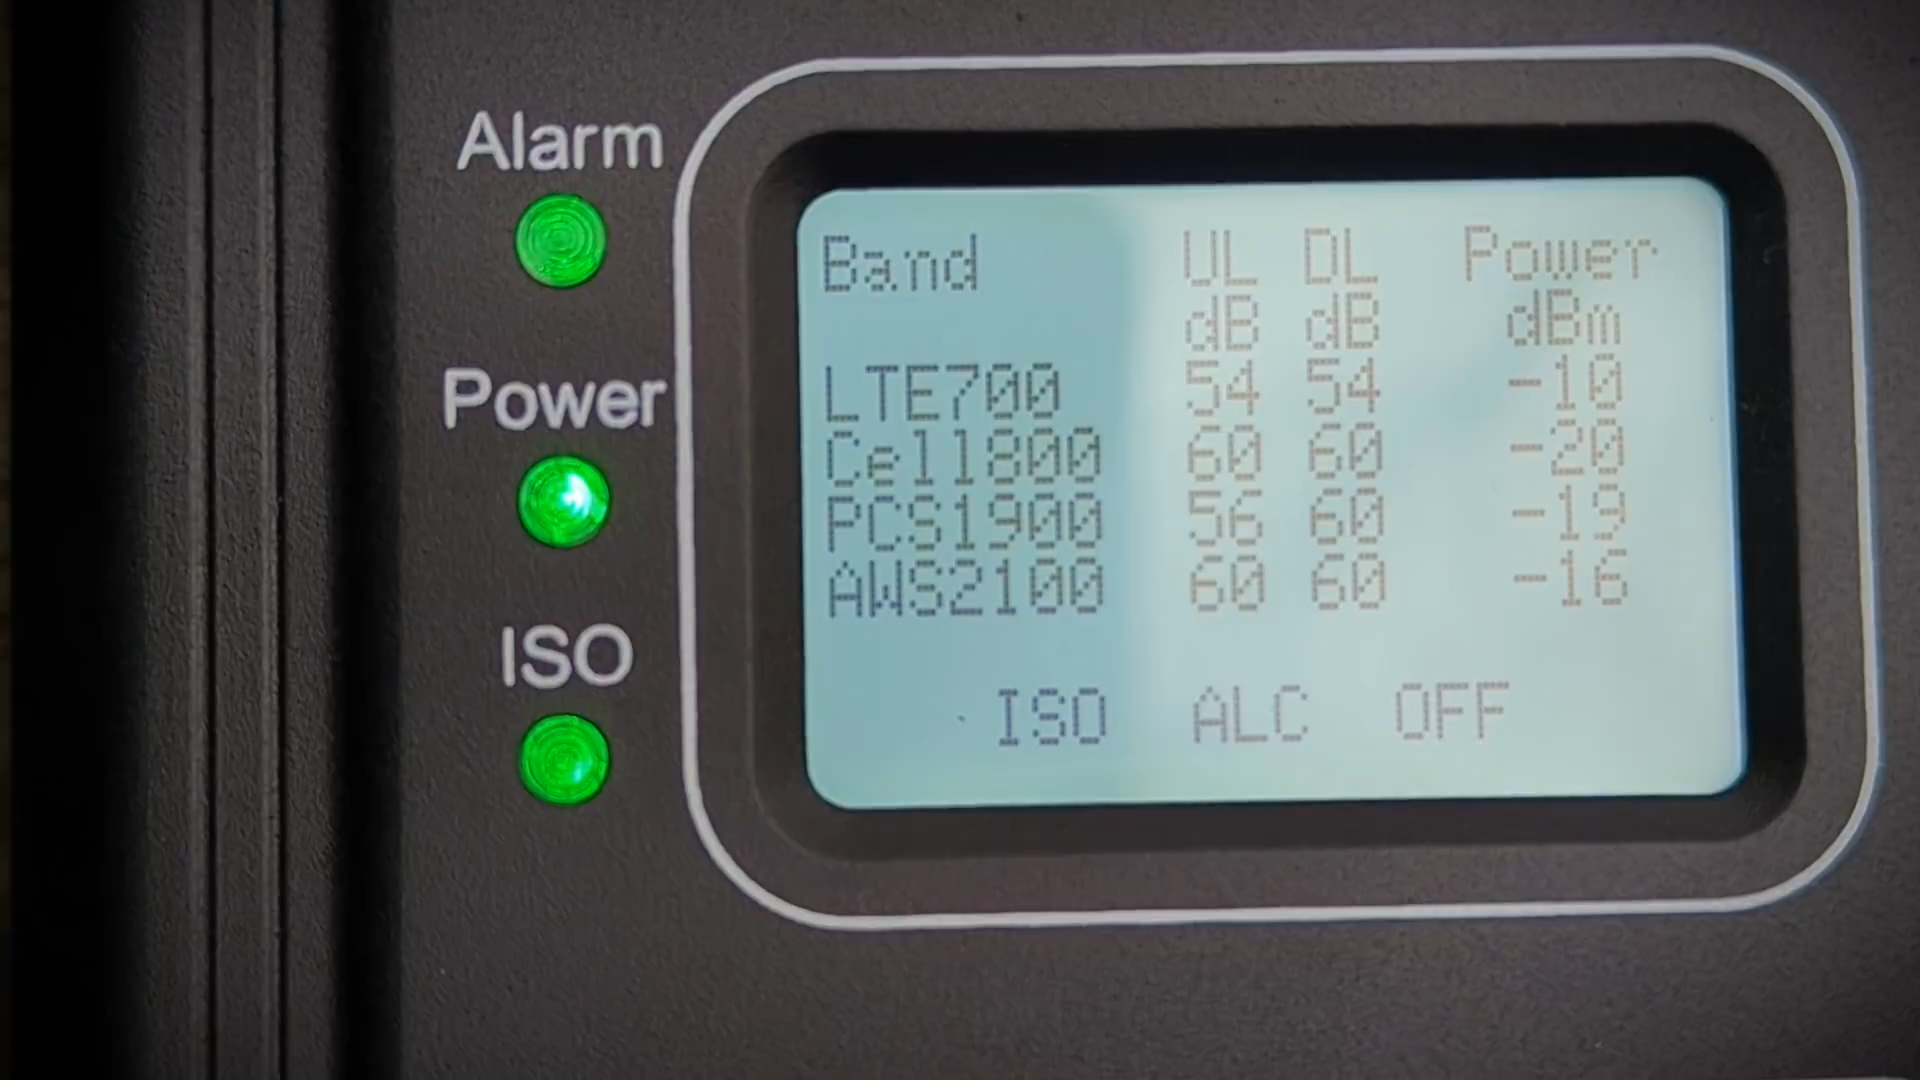 Alarm
Power
ISO
Band UL DL Power
dB dB dBm
LTE700 54 54 -10
Cell800 60 60 -20
PCS1900 56 60 -19
AWS2100 60 60 -16
ISO ALC OFF